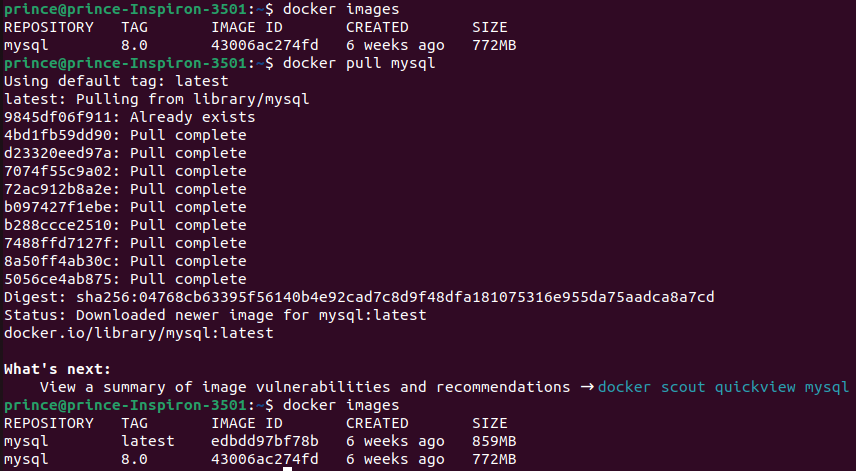 prince@prince-Inspiron-3501:~$ docker images
REPOSITORY   TAG       IMAGE ID       CREATED       SIZE
mysql        8.0       43006ac274fd   6 weeks ago   772MB
prince@prince-Inspiron-3501:~$ docker pull mysql
Using default tag: latest
latest: Pulling from library/mysql
9845df06f911: Already exists
4bd1fb59dd90: Pull complete
d23320eed97a: Pull complete
7074f55c9a02: Pull complete
72ac912b8a2e: Pull complete
b097427f1ebe: Pull complete
b288ccce2510: Pull complete
7488ffd7127f: Pull complete
8a50ff4ab30c: Pull complete
5056ce4ab875: Pull complete
Digest: sha256:04768cb63395f56140b4e92cad7c8d9f48dfa181075316e955da75aadca8a7cd
Status: Downloaded newer image for mysql:latest
docker.io/library/mysql:latest
What's next:
    View a summary of image vulnerabilities and recommendations → docker scout quickview mysql
prince@prince-Inspiron-3501:~$ docker images
REPOSITORY   TAG       IMAGE ID       CREATED       SIZE
mysql        latest    edbdd97bf78b   6 weeks ago   859MB
mysql        8.0       43006ac274fd   6 weeks ago   772MB